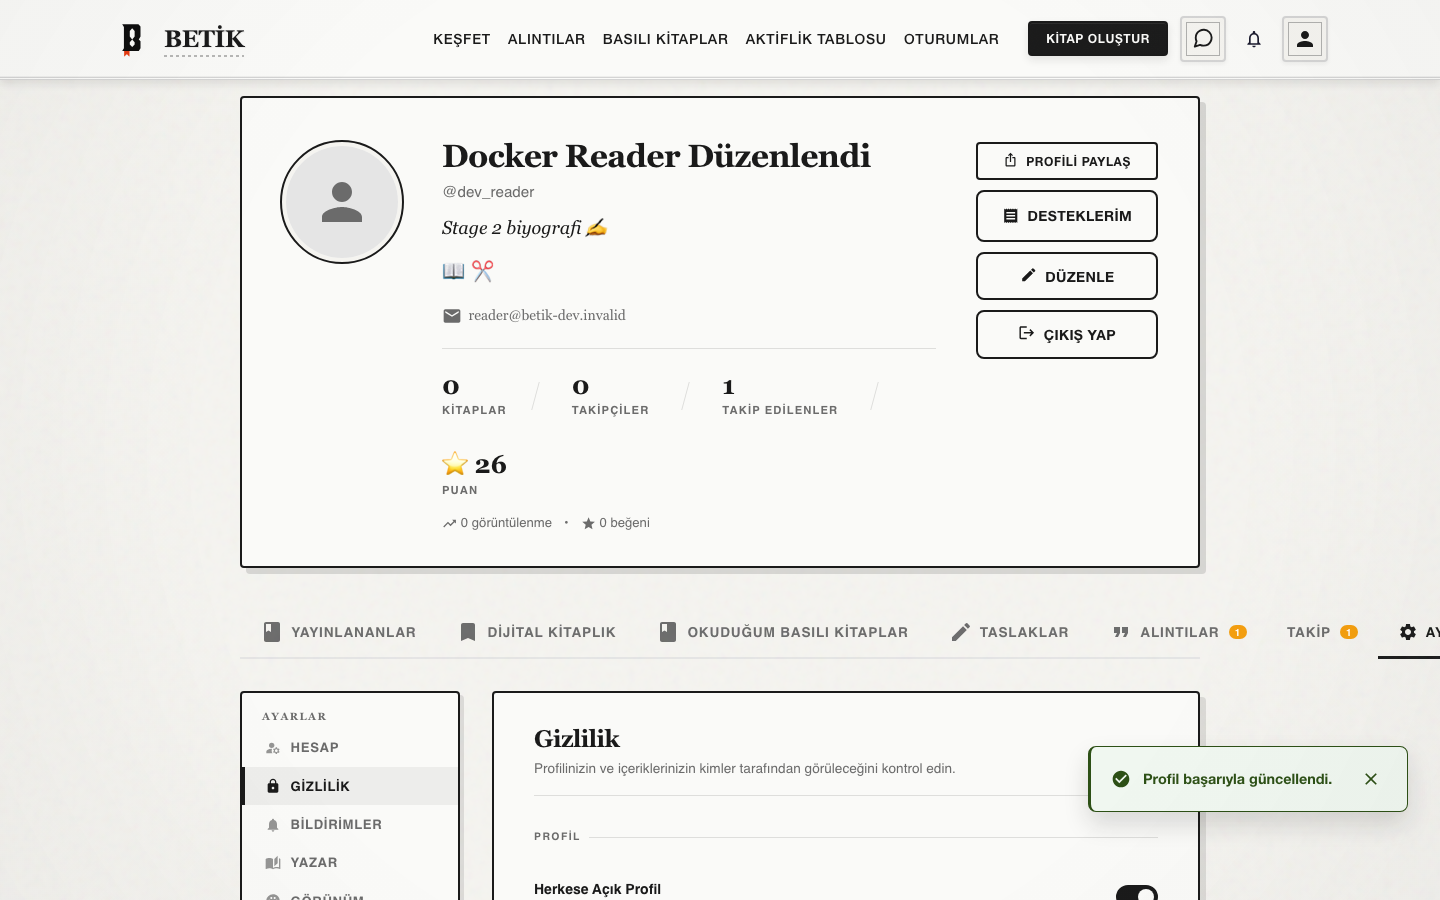 BETİK
KEŞFET
ALINTILAR
BASILI KİTAPLAR
AKTİFLİK TABLOSU
OTURUMLAR
KİTAP OLUŞTUR
Docker Reader Düzenlendi
@dev_reader
Stage 2 biyografi ✍️
📖 ✂️
reader@betik-dev.invalid
PROFİLİ PAYLAŞ
DESTEKLERİM
DÜZENLE
ÇIKIŞ YAP
0
KİTAPLAR
0
TAKİPÇİLER
1
TAKİP EDİLENLER
⭐ 26
PUAN
0 görüntülenme • 0 beğeni
YAYINLANANLAR
DİJİTAL KİTAPLIK
OKUDUĞUM BASILI KİTAPLAR
TASLAKLAR
ALINTILAR 1
TAKİP 1
AY
AYARLAR
HESAP
GİZLİLİK
BİLDİRİMLER
YAZAR
GÖRÜNÜM
Gizlilik
Profilinizin ve içeriklerinizin kimler tarafından görüleceğini kontrol edin.
PROFİL
Herkese Açık Profil
Profil başarıyla güncellendi.